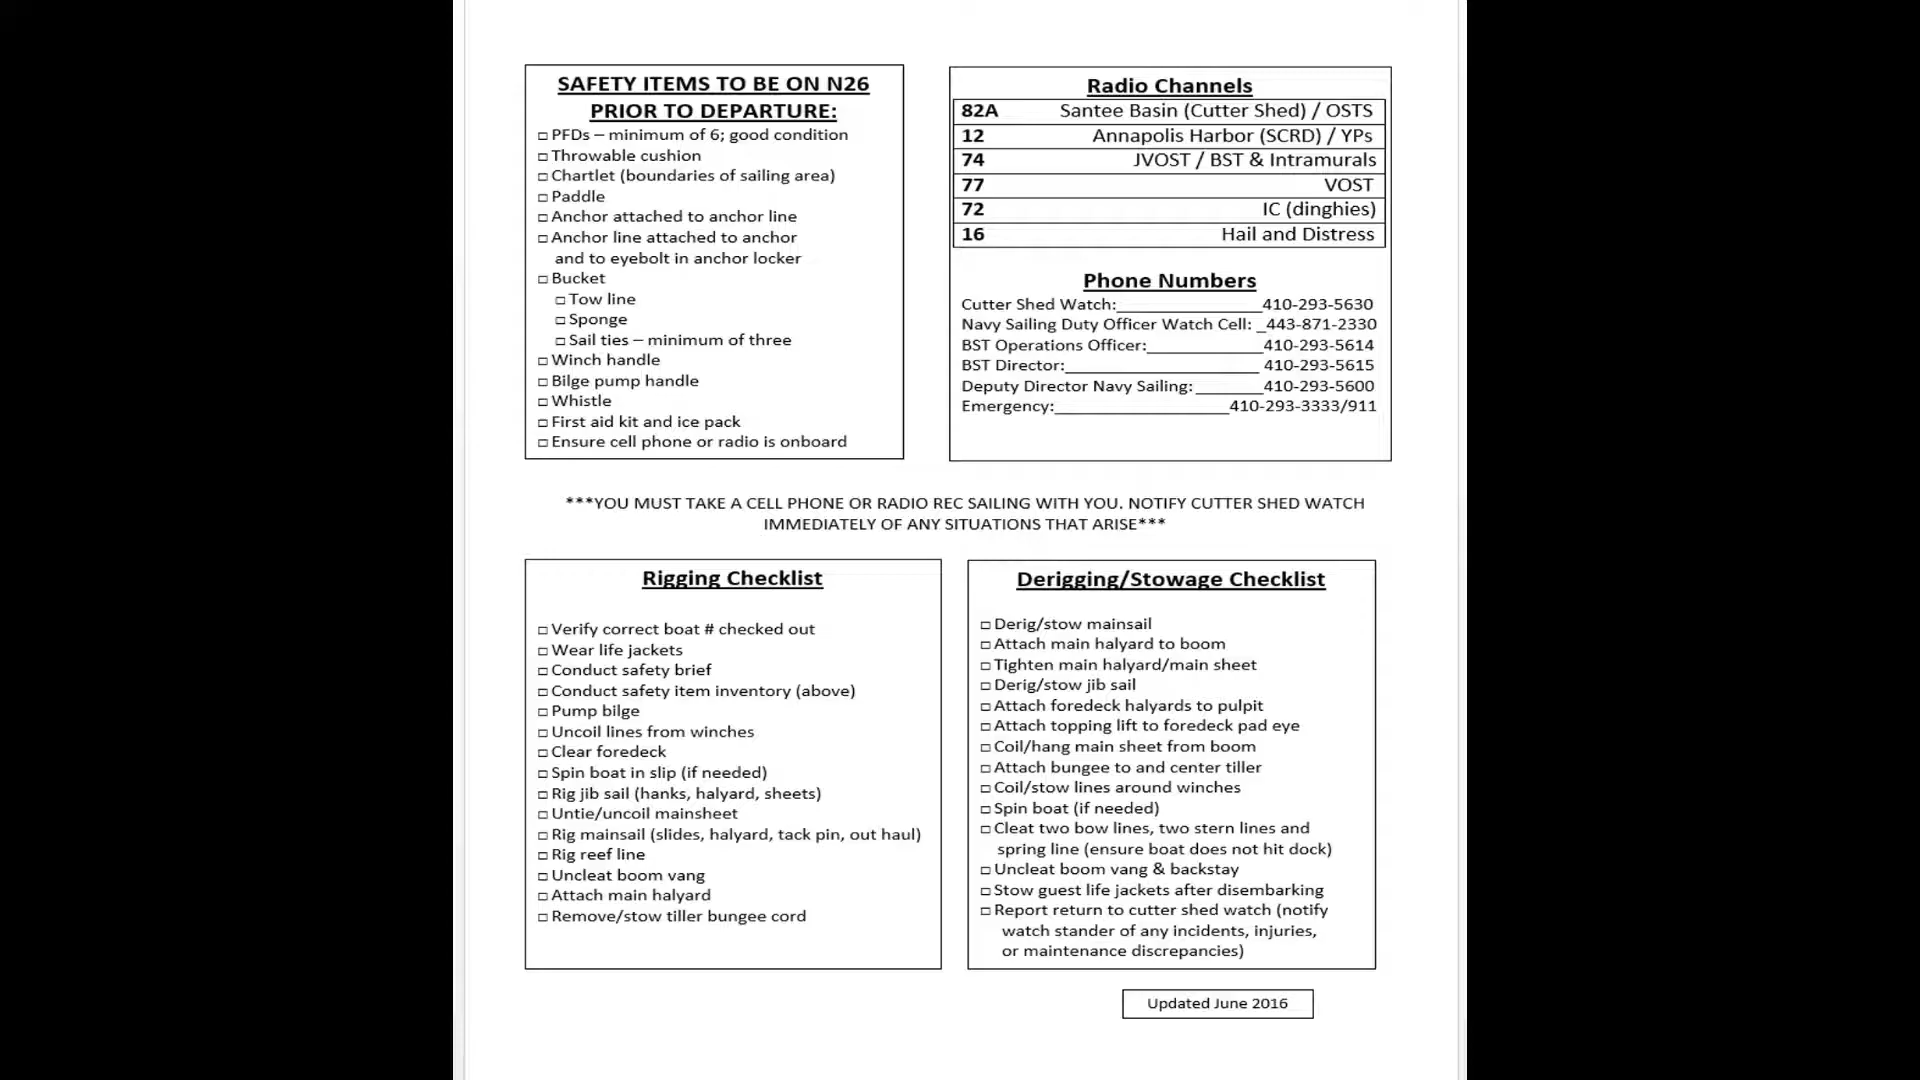 SAFETY ITEMS TO BE ON N26
PRIOR TO DEPARTURE:
□ PFDs – minimum of 6; good condition
□ Throwable cushion
□ Chartlet (boundaries of sailing area)
□ Paddle
□ Anchor attached to anchor line
□ Anchor line attached to anchor
and to eyebolt in anchor locker
□ Bucket
□ Tow line
□ Sponge
□ Sail ties – minimum of three
□ Winch handle
□ Bilge pump handle
□ Whistle
□ First aid kit and ice pack
□ Ensure cell phone or radio is onboard
Radio Channels
82A Santee Basin (Cutter Shed) / OSTS
12 Annapolis Harbor (SCRD) / YPs
74 JVOST / BST & Intramurals
77 VOST
72 IC (dinghies)
16 Hail and Distress
Phone Numbers
Cutter Shed Watch:_______________410-293-5630
Navy Sailing Duty Officer Watch Cell: _443-871-2330
BST Operations Officer:____________410-293-5614
BST Director:____________________ 410-293-5615
Deputy Director Navy Sailing: _______410-293-5600
Emergency:__________________410-293-3333/911
***YOU MUST TAKE A CELL PHONE OR RADIO REC SAILING WITH YOU. NOTIFY CUTTER SHED WATCH
IMMEDIATELY OF ANY SITUATIONS THAT ARISE***
Rigging Checklist
□ Verify correct boat # checked out
□ Wear life jackets
□ Conduct safety brief
□ Conduct safety item inventory (above)
□ Pump bilge
□ Uncoil lines from winches
□ Clear foredeck
□ Spin boat in slip (if needed)
□ Rig jib sail (hanks, halyard, sheets)
□ Untie/uncoil mainsheet
□ Rig mainsail (slides, halyard, tack pin, out haul)
□ Rig reef line
□ Uncleat boom vang
□ Attach main halyard
□ Remove/stow tiller bungee cord
Derigging/Stowage Checklist
□ Derig/stow mainsail
□ Attach main halyard to boom
□ Tighten main halyard/main sheet
□ Derig/stow jib sail
□ Attach foredeck halyards to pulpit
□ Attach topping lift to foredeck pad eye
□ Coil/hang main sheet from boom
□ Attach bungee to and center tiller
□ Coil/stow lines around winches
□ Spin boat (if needed)
□ Cleat two bow lines, two stern lines and
spring line (ensure boat does not hit dock)
□ Uncleat boom vang & backstay
□ Stow guest life jackets after disembarking
□ Report return to cutter shed watch (notify
watch stander of any incidents, injuries,
or maintenance discrepancies)
Updated June 2016